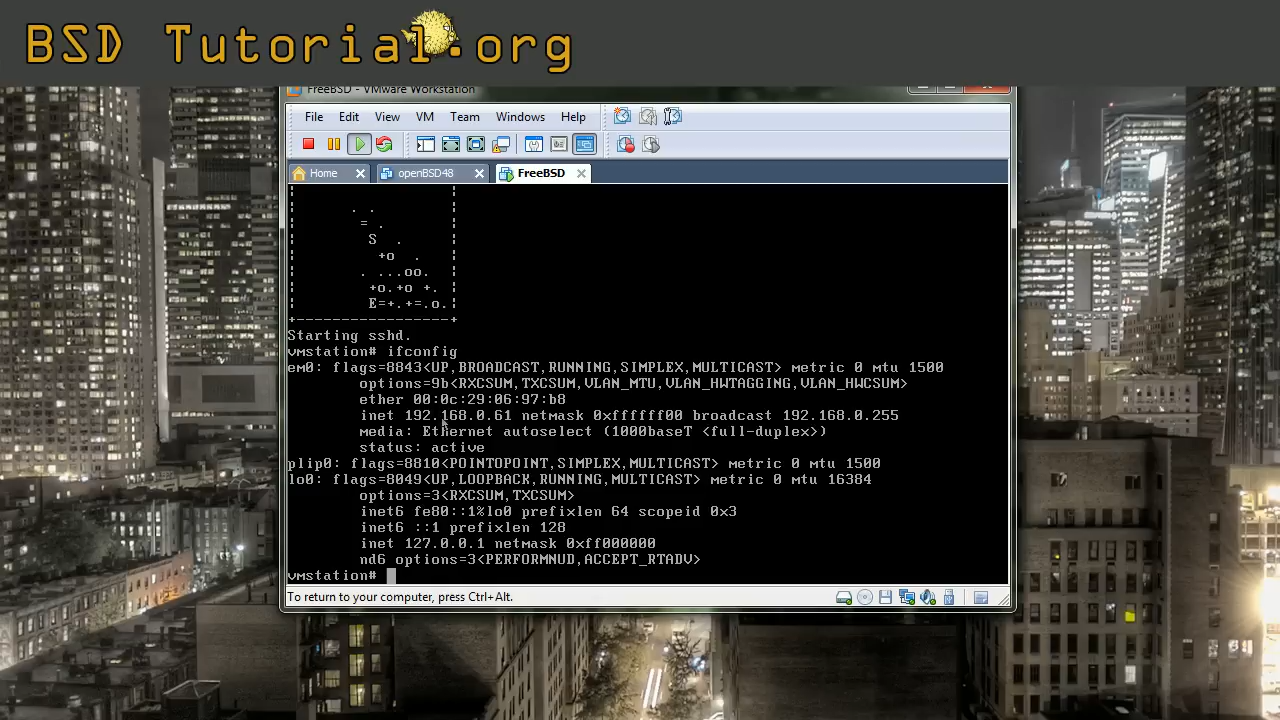 BSD Tutorial.org
FreeBSD - VMware Workstation
File Edit View VM Team Windows Help
Home openBSD48 FreeBSD
. .
= .
S .
+o .
. ...oo.
+o.+o +.
E=+.+=.o.
+-----------------+
Starting sshd.
vmstation# ifconfig
em0: flags=8843<UP,BROADCAST,RUNNING,SIMPLEX,MULTICAST> metric 0 mtu 1500
options=9b<RXCSUM,TXCSUM,VLAN_MTU,VLAN_HWTAGGING,VLAN_HWCSUM>
ether 00:0c:29:06:97:b8
inet 192.168.0.61 netmask 0xffffff00 broadcast 192.168.0.255
media: Ethernet autoselect (1000baseT <full-duplex>)
status: active
plip0: flags=8810<POINTOPOINT,SIMPLEX,MULTICAST> metric 0 mtu 1500
lo0: flags=8049<UP,LOOPBACK,RUNNING,MULTICAST> metric 0 mtu 16384
options=3<RXCSUM,TXCSUM>
inet6 fe80::1%lo0 prefixlen 64 scopeid 0x3
inet6 ::1 prefixlen 128
inet 127.0.0.1 netmask 0xff000000
nd6 options=3<PERFORMNUD,ACCEPT_RTADV>
vmstation#
To return to your computer, press Ctrl+Alt.